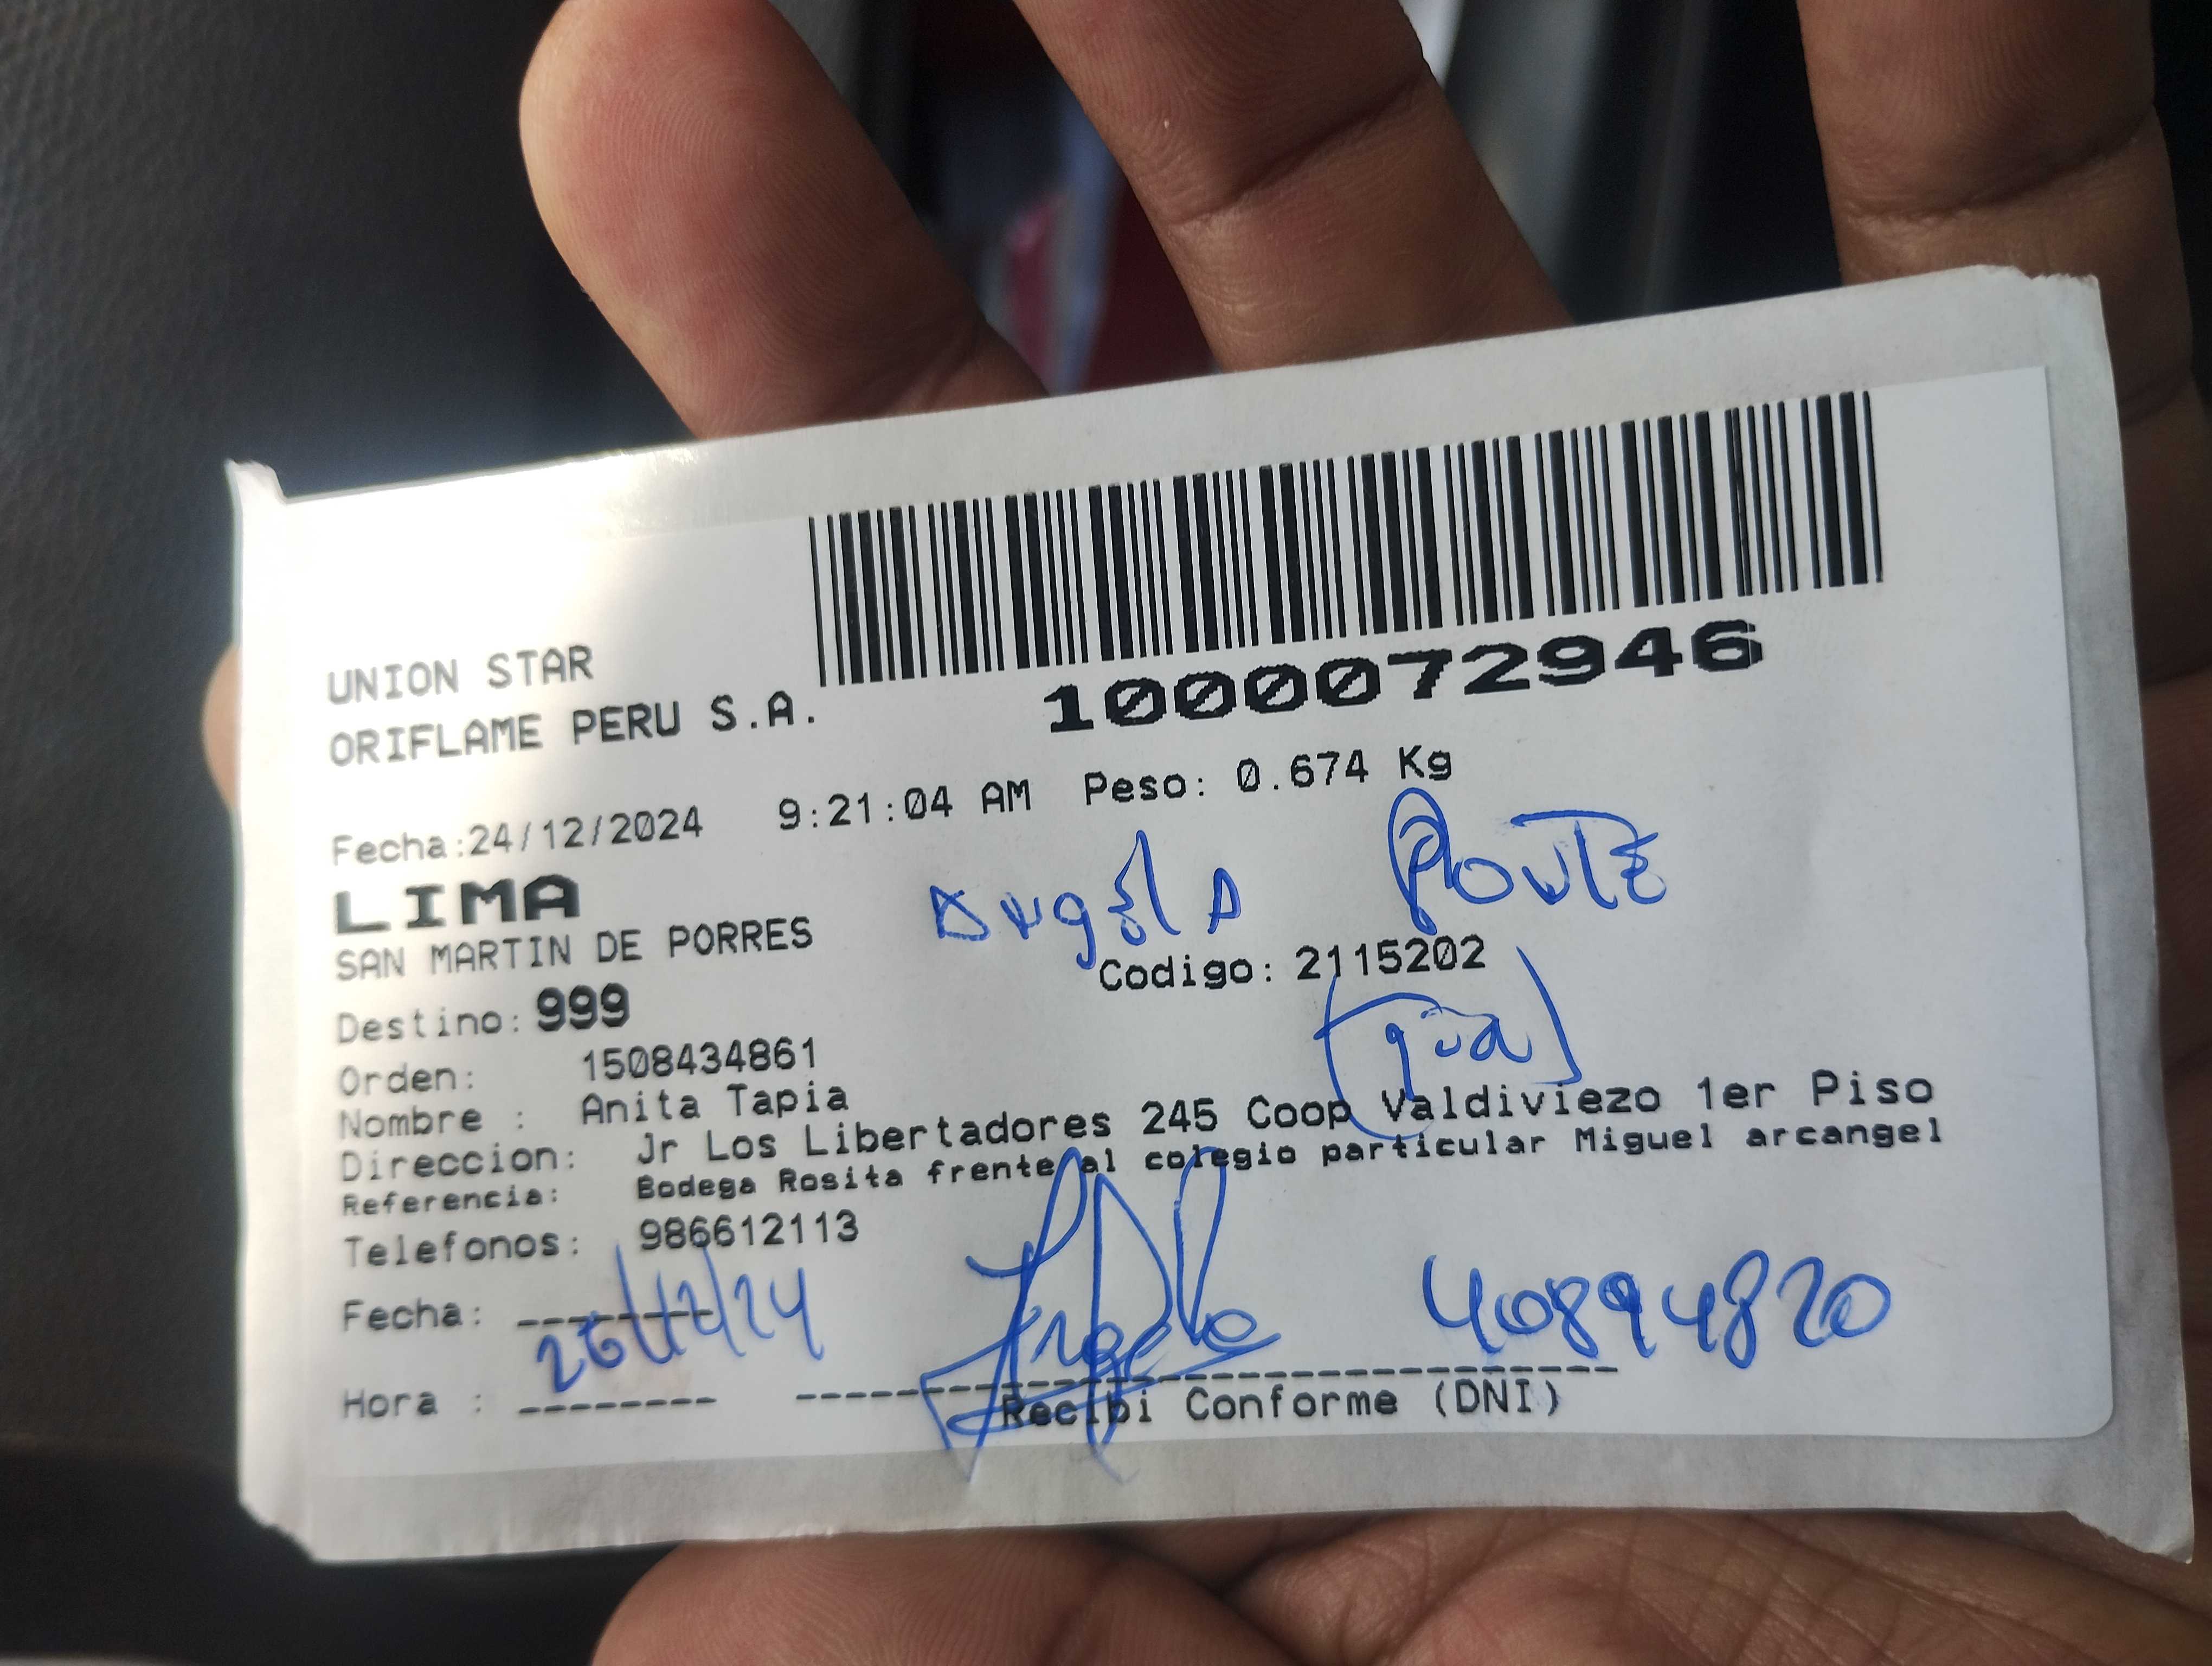 UNION STAR
ORIFLAME PERU S.A.
1000072946
Fecha:24/12/2024 9:21:04 AM Peso: 0.674 Kg
LIMA
SAN MARTIN DE PORRES
Codigo: 2115202
Destino: 999
Orden: 1508434861
Nombre : Anita Tapia
Direccion: Jr Los Libertadores 245 Coop Valdiviezo 1er Piso
Referencia: Bodega Rosita frente al colegio particular Miguel arcangel
Telefonos: 986612113
Fecha: 26/12/24
40894820
Hora :
Recibi Conforme (DNI)